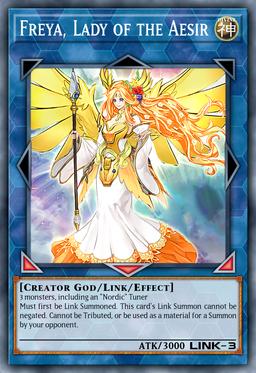 FREYA, LADY OF THE AESIR
神
[CREATOR GOD/LINK/EFFECT]
3 monsters, including an "Nordic" Tuner
Must first be Link Summoned. This card's Link Summon cannot be
negated. Cannot be Tributed, or be used as a material for a Summon
by your opponent.
ATK/3000 LINK-3